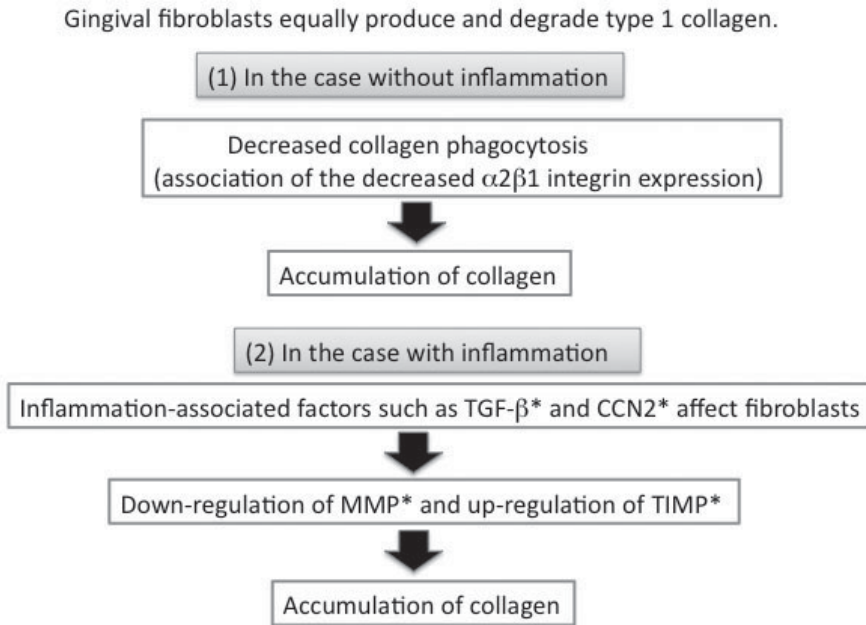 Gingival fibroblasts equally produce and degrade type 1 collagen.
(1) In the case without inflammation
Decreased collagen phagocytosis
(association of the decreased α2β1 integrin expression)
Accumulation of collagen
(2) In the case with inflammation
Inflammation-associated factors such as TGF-β* and CCN2* affect fibroblasts
Down-regulation of MMP* and up-regulation of TIMP*
Accumulation of collagen